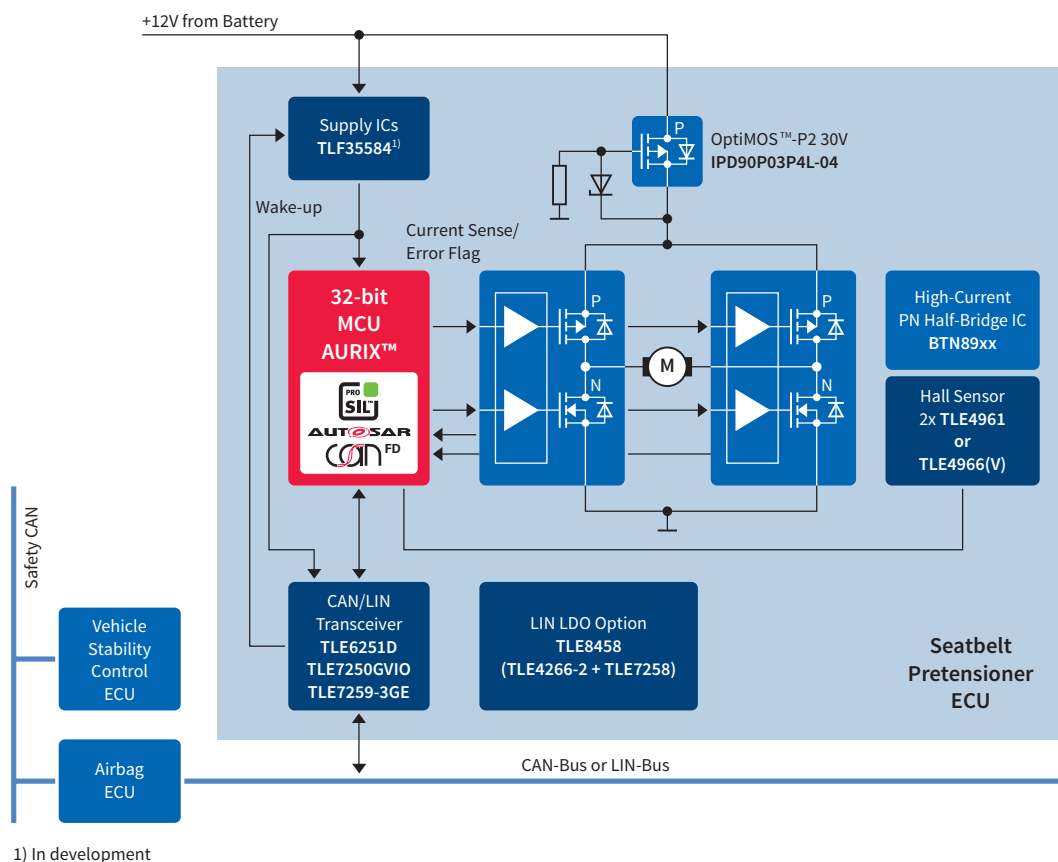 +12V from Battery
Supply ICs
TLF35584¹⁾
P
OptiMOS™-P2 30V
IPD90P03P4L-04
Wake-up
Current Sense/
Error Flag
32-bit
MCU
AURIX™
PRO
SIL™
AUTOSAR
CAN FD
P
N
M
P
N
High-Current
PN Half-Bridge IC
BTN89xx
Hall Sensor
2x TLE4961
or
TLE4966(V)
Safety CAN
Vehicle
Stability
Control
ECU
CAN/LIN
Transceiver
TLE6251D
TLE7250GVIO
TLE7259-3GE
LIN LDO Option
TLE8458
(TLE4266-2 + TLE7258)
Seatbelt
Pretensioner
ECU
Airbag
ECU
CAN-Bus or LIN-Bus
1) In development